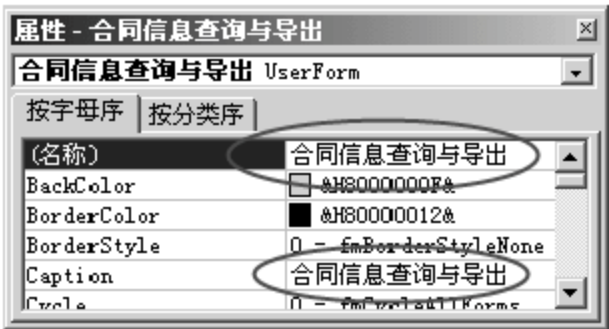 属性 - 合同信息查询与导出
合同信息查询与导出 UserForm
按字母序 按分类序
(名称) 合同信息查询与导出
BackColor &H8000000F&
BorderColor &H80000012&
BorderStyle 0 - fmBorderStyleNone
Caption 合同信息查询与导出
Cycle 0 - fmCycleAllForms